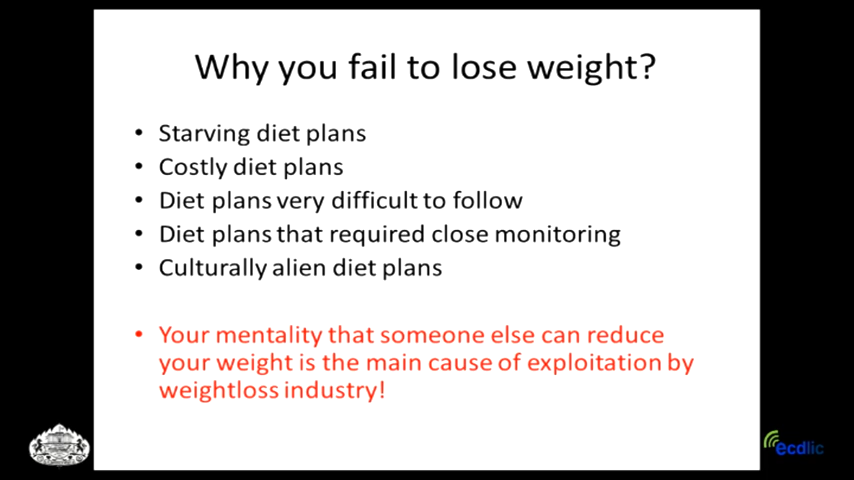 Why you fail to lose weight?
• Starving diet plans
• Costly diet plans
• Diet plans very difficult to follow
• Diet plans that required close monitoring
• Culturally alien diet plans
• Your mentality that someone else can reduce
your weight is the main cause of exploitation by
weightloss industry!
ecdlic